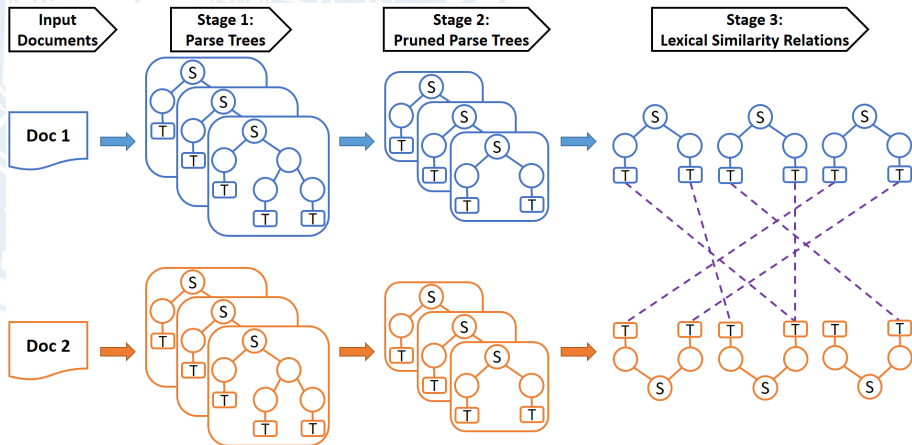 Input
Documents
Stage 1:
Parse Trees
Stage 2:
Pruned Parse Trees
Stage 3:
Lexical Similarity Relations
Doc 1
S
T
S
T
S
T
T
T
S
T
S
T
S
T
T
S
S
S
T
T
T
T
T
T
Doc 2
S
T
S
T
S
T
T
T
S
T
S
T
S
T
T
T
T
T
T
T
T
S
S
S